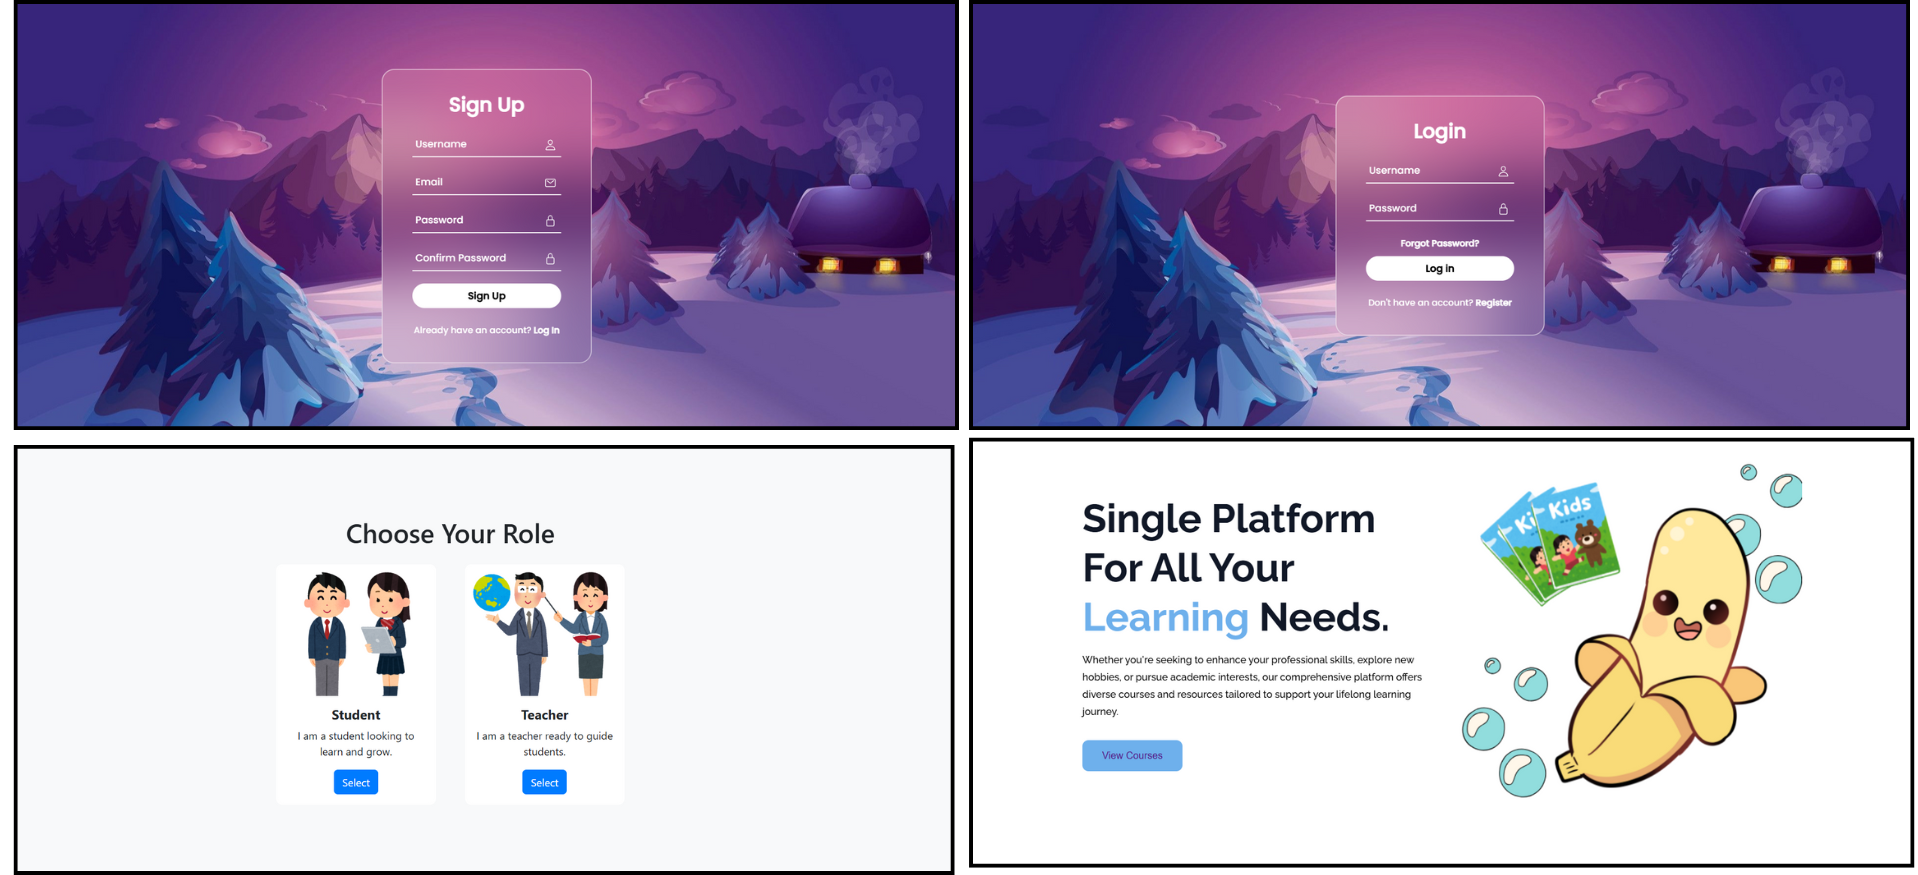 Sign Up
Username
Email
Password
Confirm Password
Sign Up
Already have an account? Log In
Login
Username
Password
Forgot Password?
Log in
Don't have an account? Register
Choose Your Role
Student
I am a student looking to
learn and grow.
Select
Teacher
I am a teacher ready to guide
students.
Select
Single Platform
For All Your
Learning Needs.
Whether you're seeking to enhance your professional skills, explore new
hobbies, or pursue academic interests, our comprehensive platform offers
diverse courses and resources tailored to support your lifelong learning
journey.
View Courses
Ki
Kids